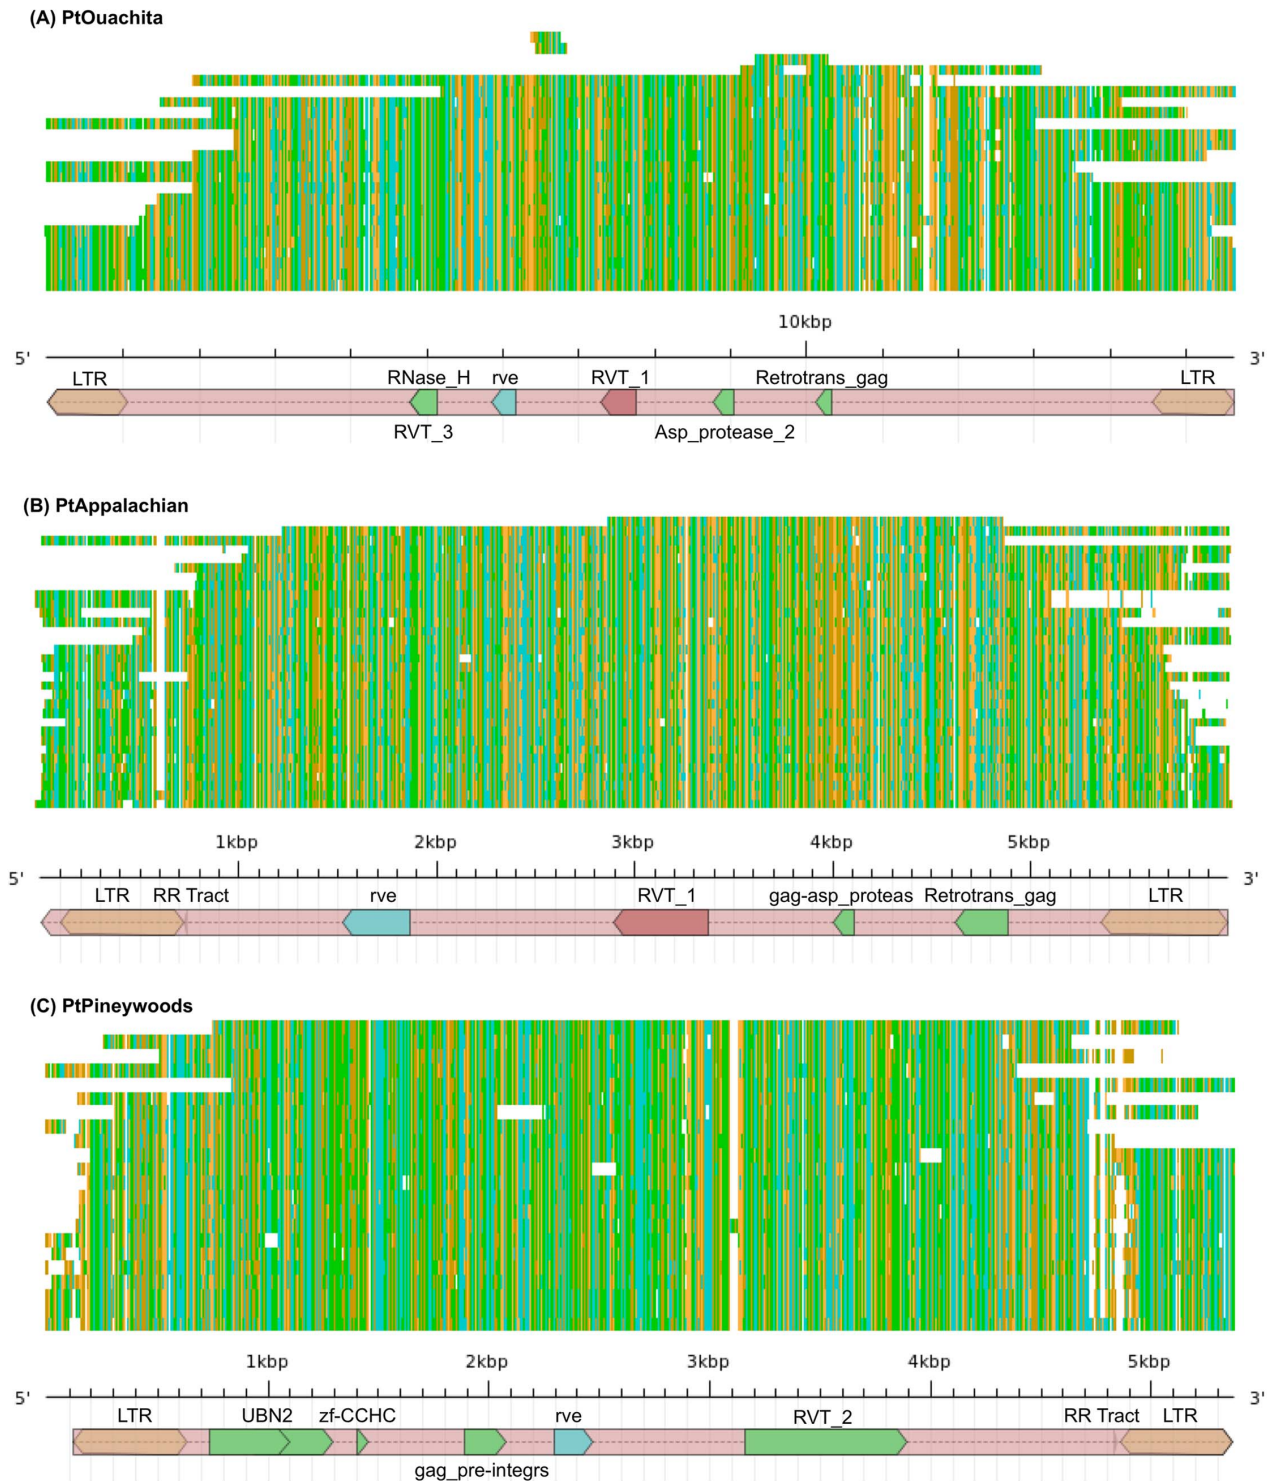 (A) PtOuachita
10kbp
5' 3'
LTR RNase_H rve RVT_1 Retrotrans_gag LTR
RVT_3 Asp_protease_2
(B) PtAppalachian
1kbp 2kbp 3kbp 4kbp 5kbp
5' 3'
LTR RR Tract rve RVT_1 gag-asp_proteas Retrotrans_gag LTR
(C) PtPineywoods
1kbp 2kbp 3kbp 4kbp 5kbp
5' 3'
LTR UBN2 zf-CCHC rve RVT_2 RR Tract LTR
gag_pre-integrs